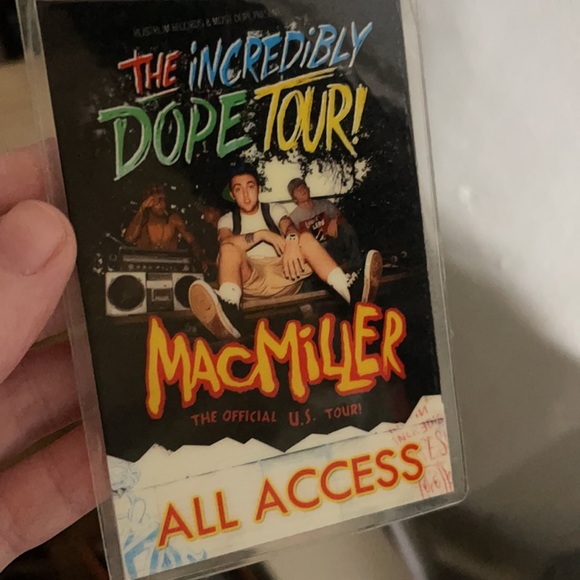 THE iNCREDiBLY
DOPE TOUR!
MAC MiLLER
THE OFFICIAL U.S. TOUR!
ALL ACCESS